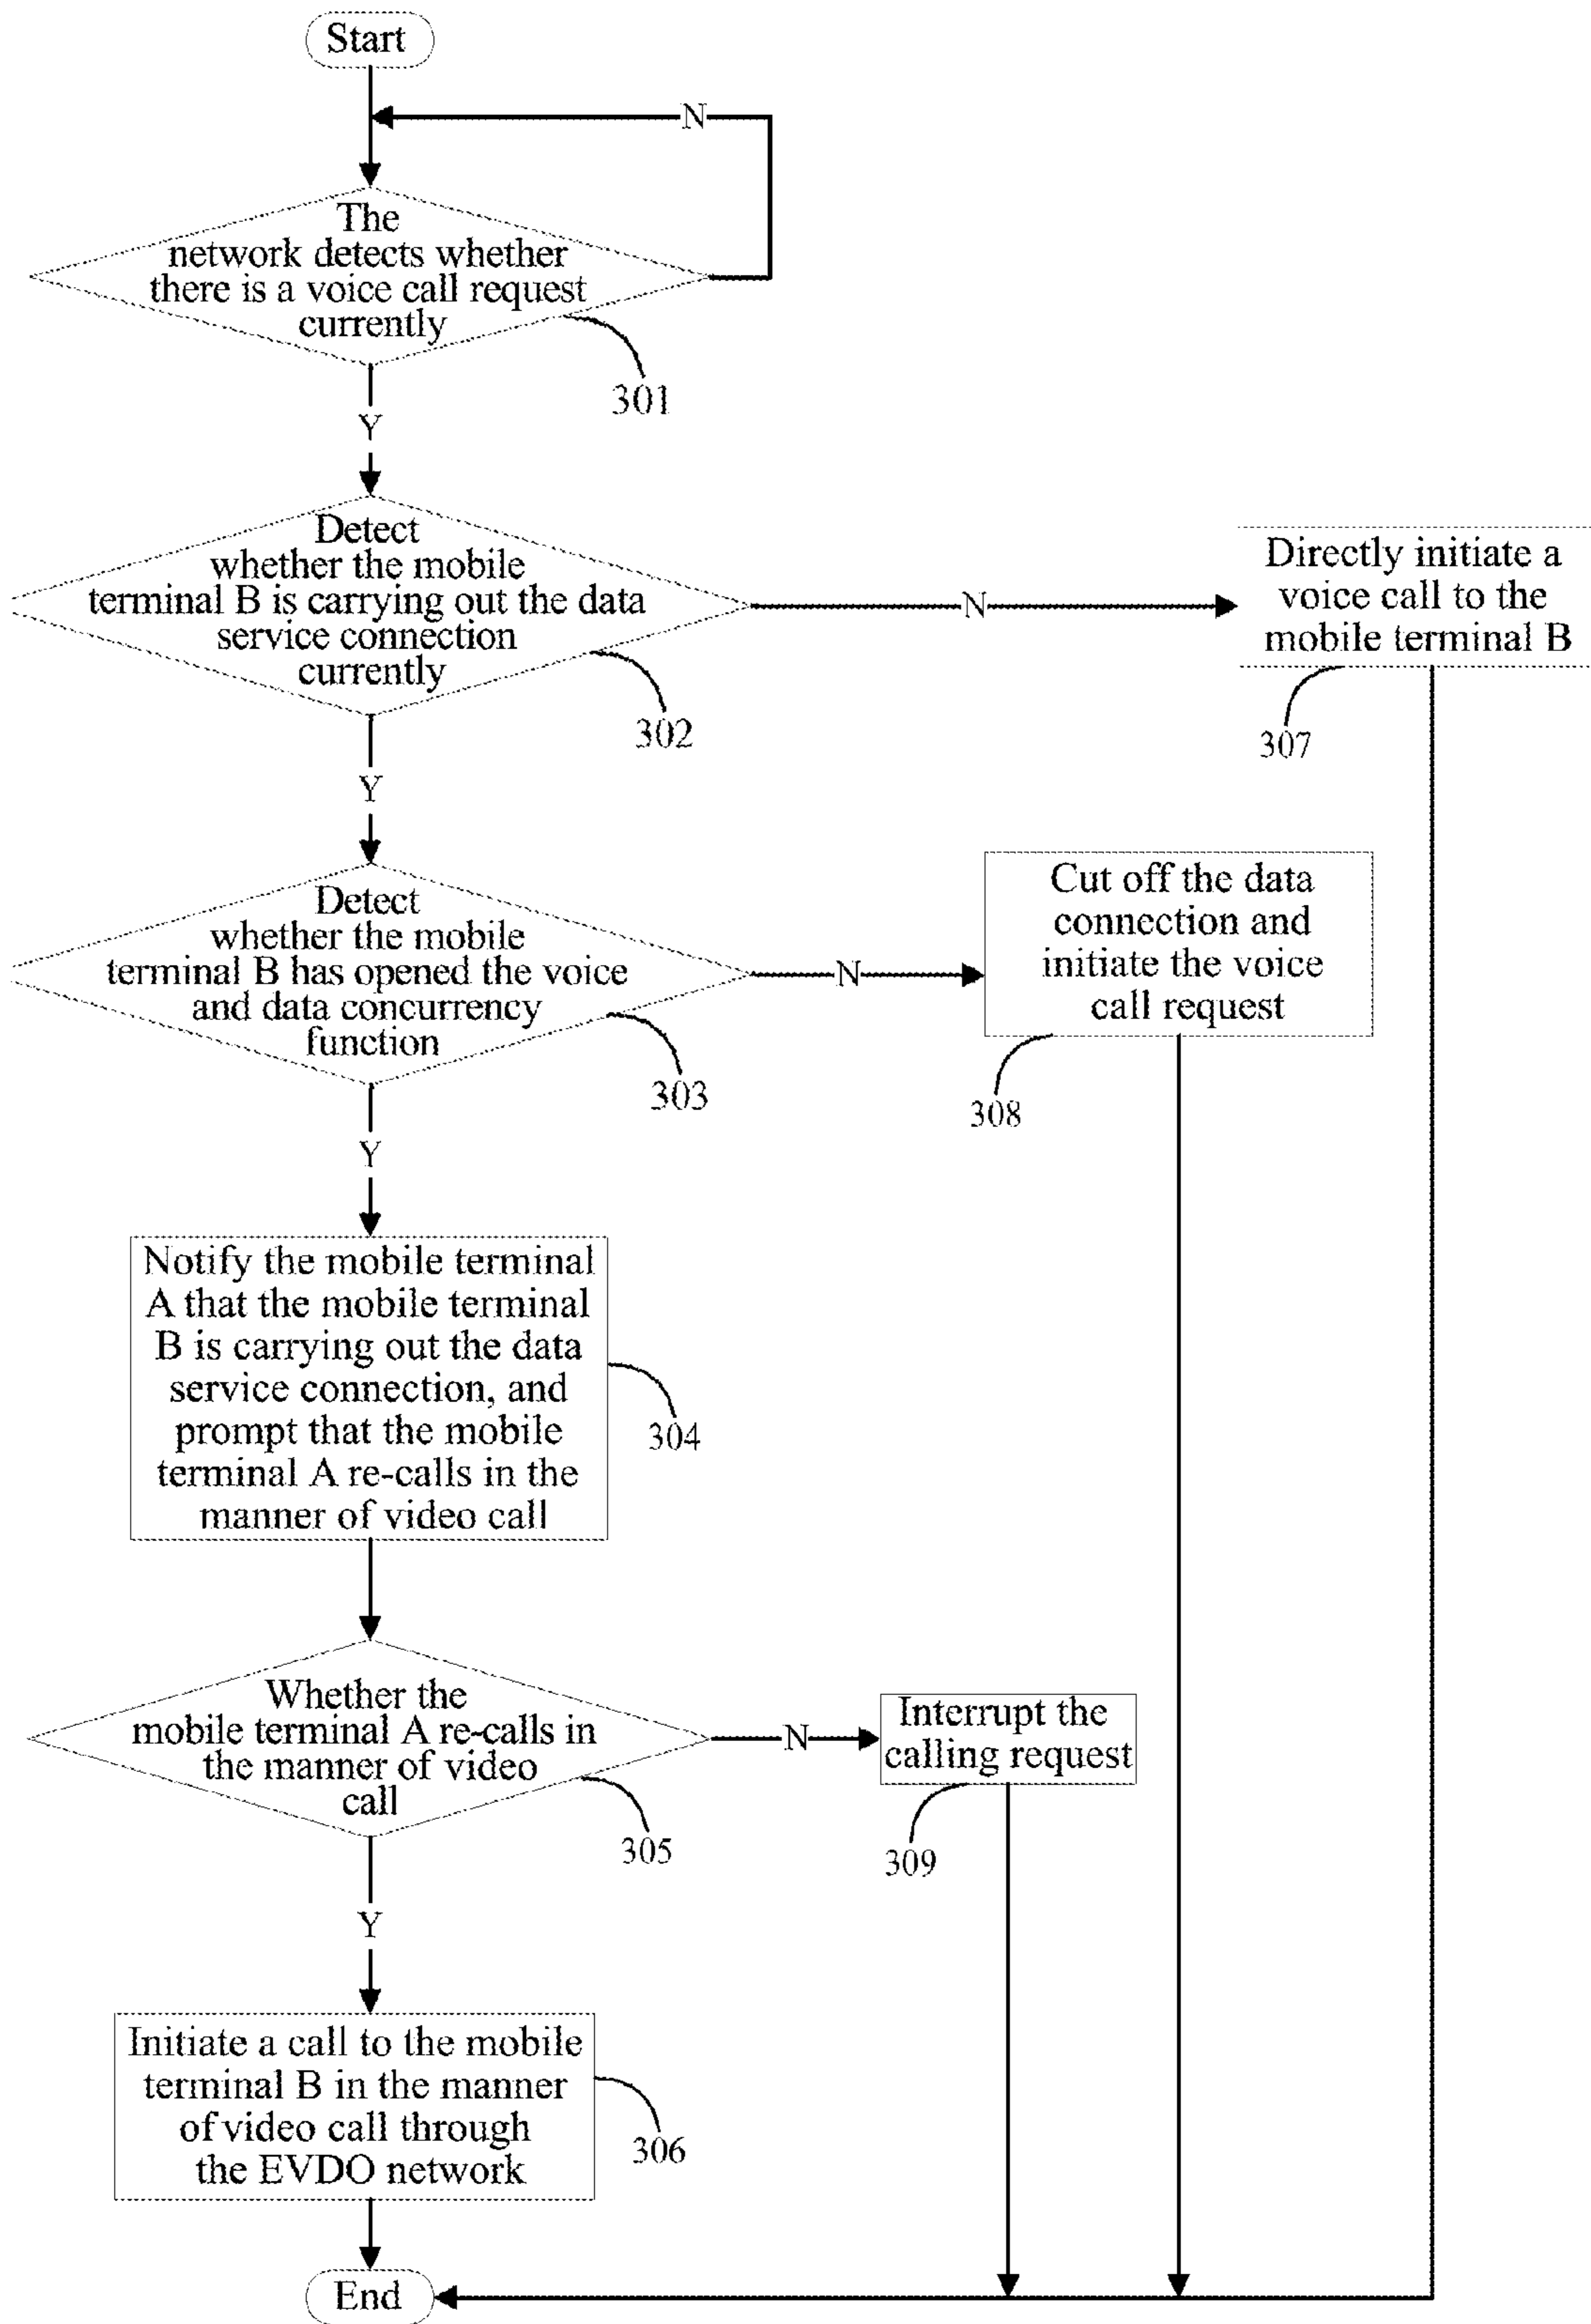 Start
N
The
network detects whether
there is a voice call request
currently
301
Y
Detect
whether the mobile
terminal B is carrying out the data
service connection
currently
302
N
Directly initiate a
voice call to the
mobile terminal B
307
Y
Detect
whether the mobile
terminal B has opened the voice
and data concurrency
function
303
N
Cut off the data
connection and
initiate the voice
call request
308
Y
Notify the mobile terminal
A that the mobile terminal
B is carrying out the data
service connection, and
prompt that the mobile
terminal A re-calls in the
manner of video call
304
Whether the
mobile terminal A re-calls in
the manner of video
call
305
N
Interrupt the
calling request
309
Y
Initiate a call to the mobile
terminal B in the manner
of video call through
the EVDO network
306
End